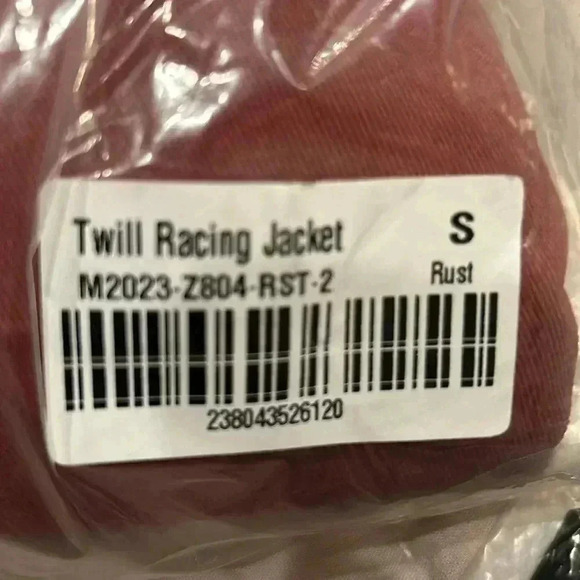 Twill Racing Jacket S
M2023-Z804-RST-2 Rust
238043526120